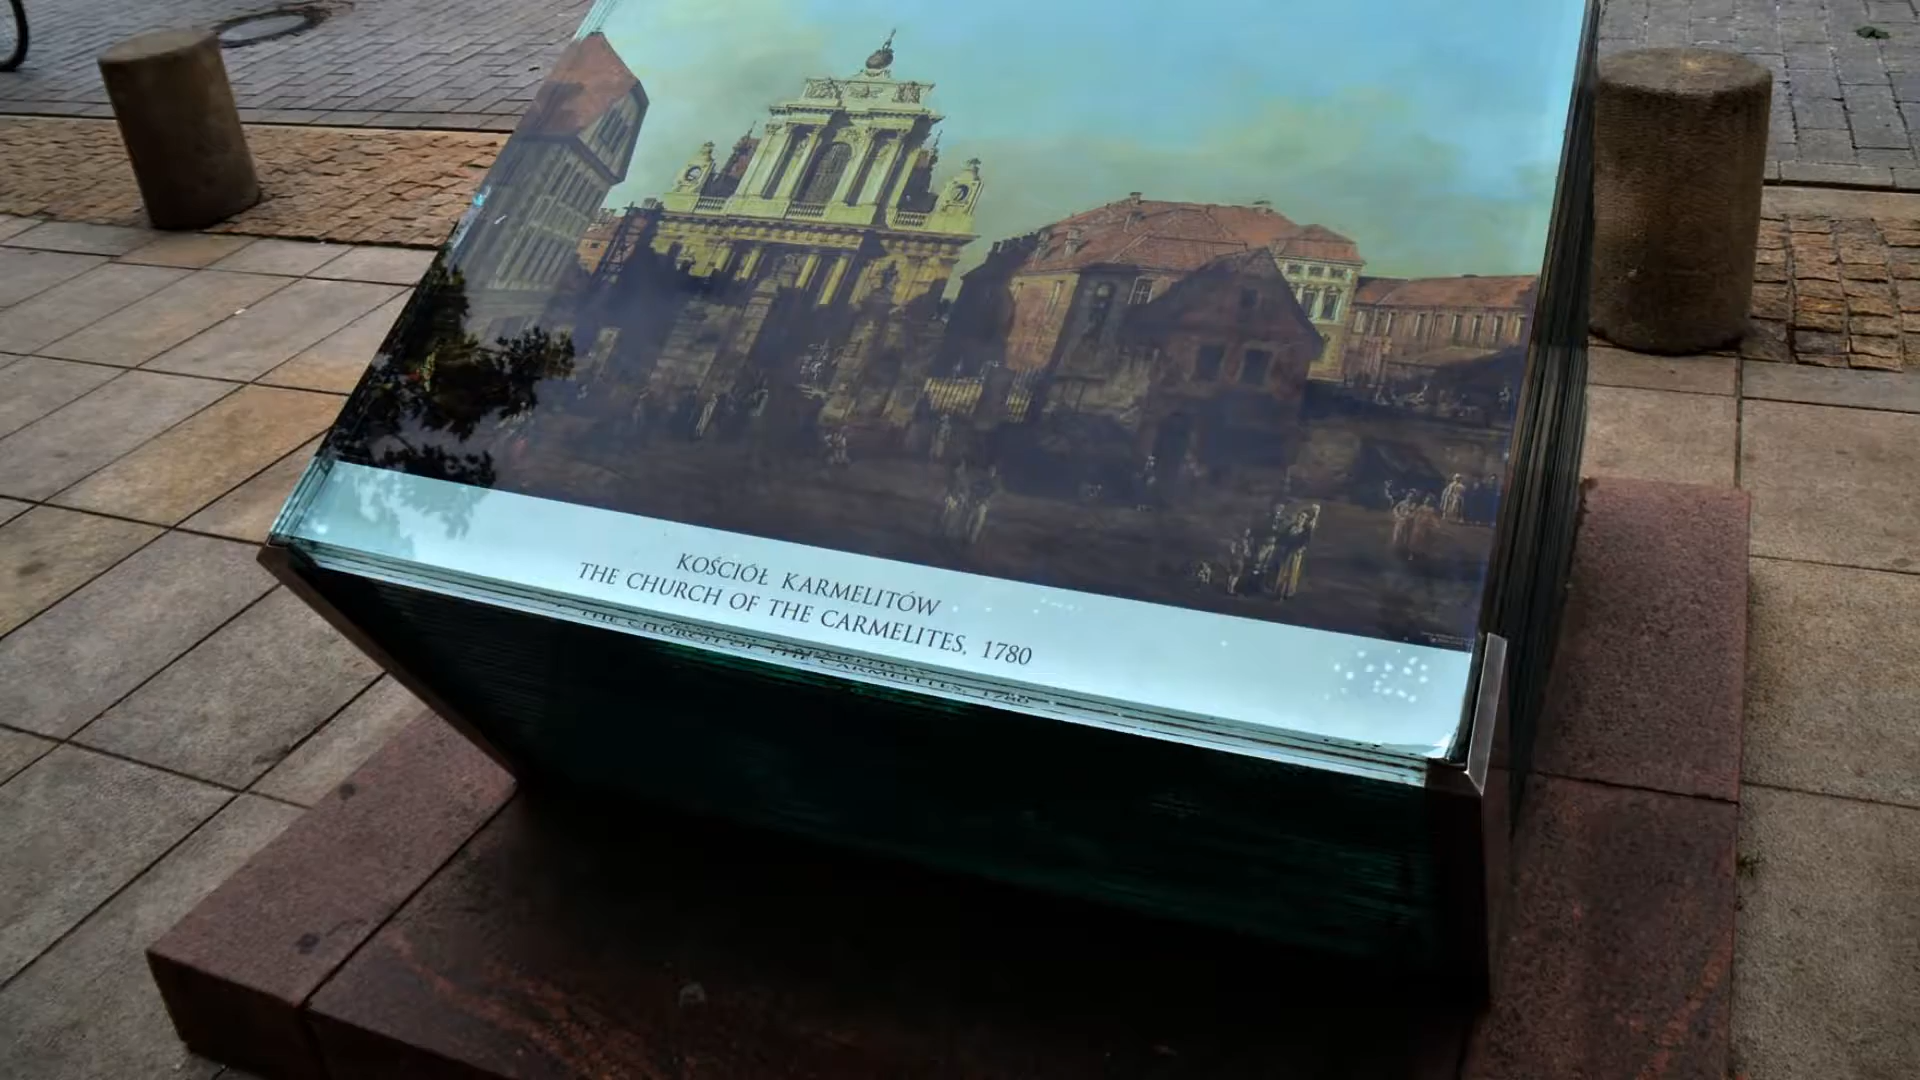 KOŚCIÓŁ KARMELITÓW
THE CHURCH OF THE CARMELITES, 1780